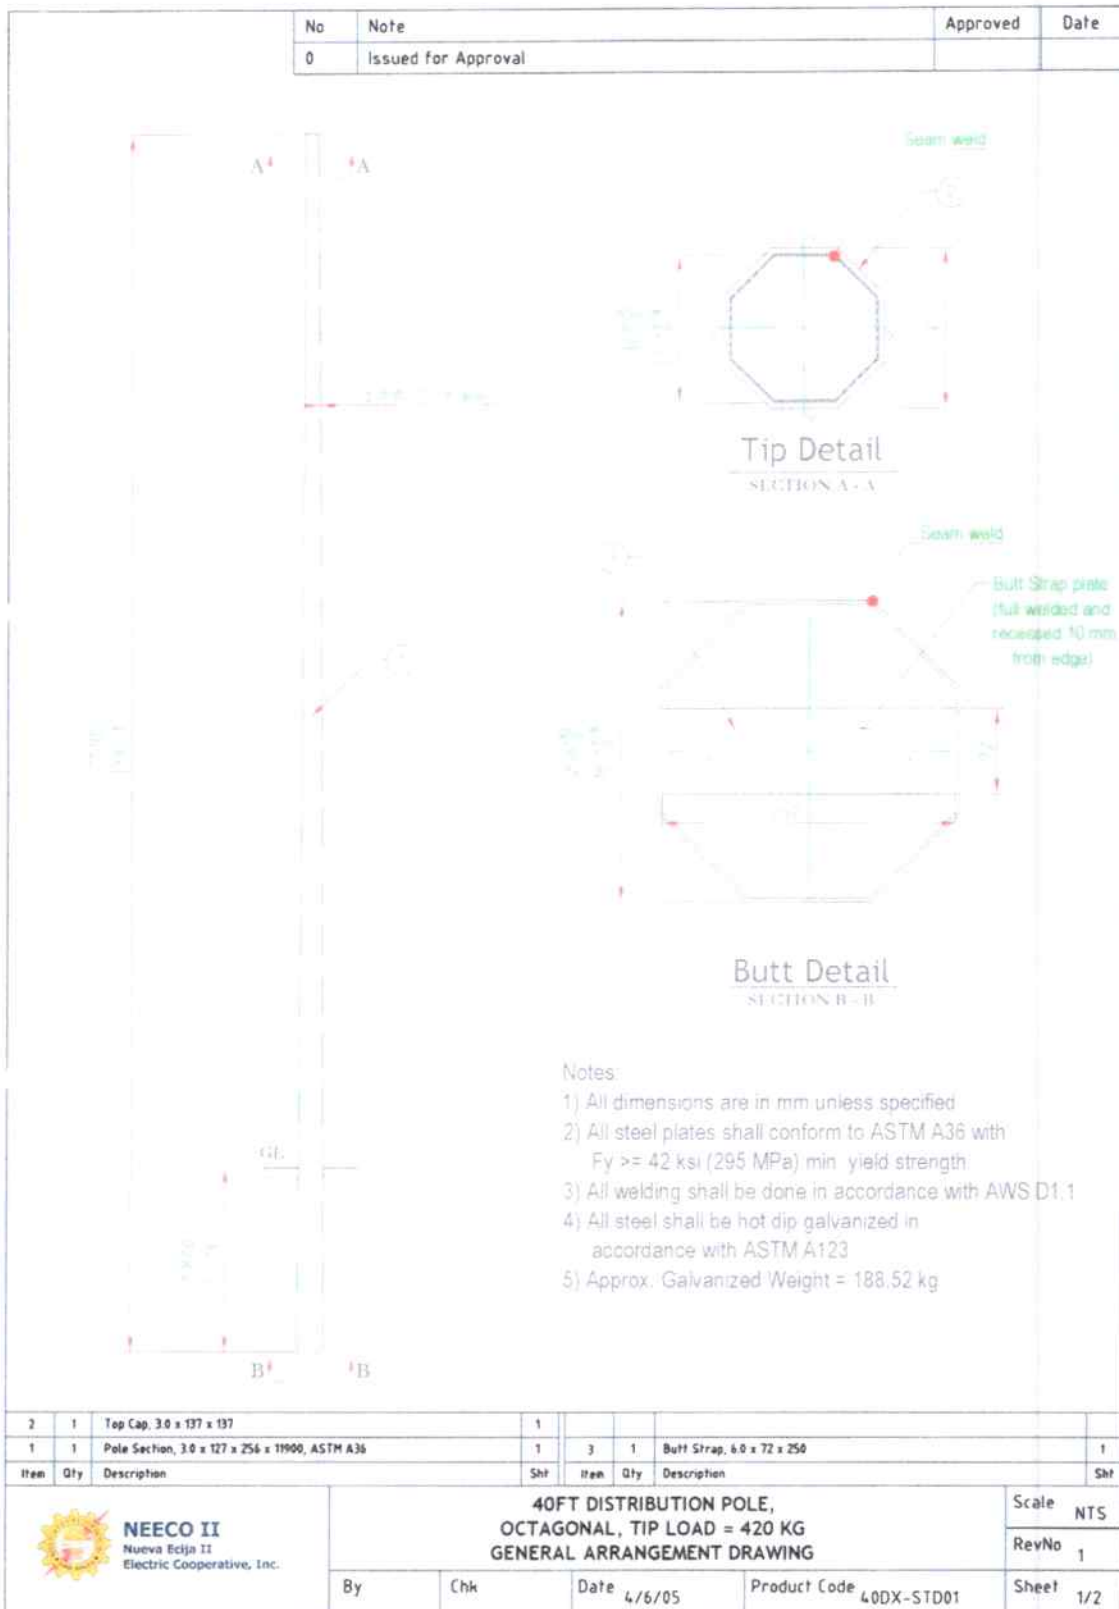 No Note Approved Date
0 Issued for Approval
A A
Seam weld
Tip Detail
SECTION A - A
Seam weld
Butt Strap plate
(full welded and
recessed 10 mm
from edge)
72
Butt Detail
SECTION B - B
Notes:
1) All dimensions are in mm unless specified
2) All steel plates shall conform to ASTM A36 with
Fy >= 42 ksi (295 MPa) min yield strength
3) All welding shall be done in accordance with AWS D1.1
4) All steel shall be hot dip galvanized in
accordance with ASTM A123
5) Approx. Galvanized Weight = 188.52 kg
GL
B B
2 1 Top Cap, 3.0 x 137 x 137 1
1 1 Pole Section, 3.0 x 127 x 256 x 11900, ASTM A36 1 3 1 Butt Strap, 6.0 x 72 x 250 1
Item Qty Description Sht Item Qty Description Sht
NEECO II
Nueva Ecija II
Electric Cooperative, Inc.
40FT DISTRIBUTION POLE,
OCTAGONAL, TIP LOAD = 420 KG
GENERAL ARRANGEMENT DRAWING
Scale NTS
RevNo 1
By Chk Date 4/6/05 Product Code 40DX-STD01 Sheet 1/2